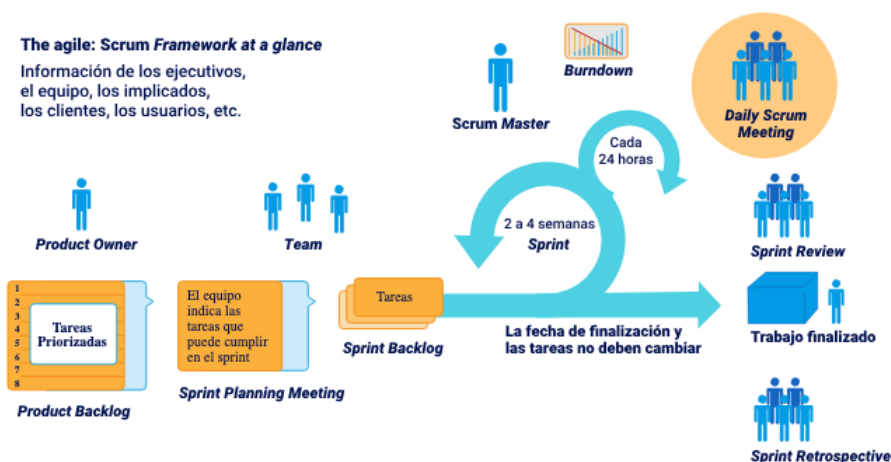 The agile: Scrum Framework at a glance
Información de los ejecutivos,
el equipo, los implicados,
los clientes, los usuarios, etc.
Product Owner
Team
Scrum Master
Burndown
Daily Scrum
Meeting
Cada
24 horas
2 a 4 semanas
Sprint
1
2
3
4
5
6
7
8
Tareas
Priorizadas
Product Backlog
El equipo
indica las
tareas que
puede cumplir
en el sprint
Sprint Planning Meeting
Tareas
Sprint Backlog
La fecha de finalización y
las tareas no deben cambiar
Sprint Review
Trabajo finalizado
Sprint Retrospective